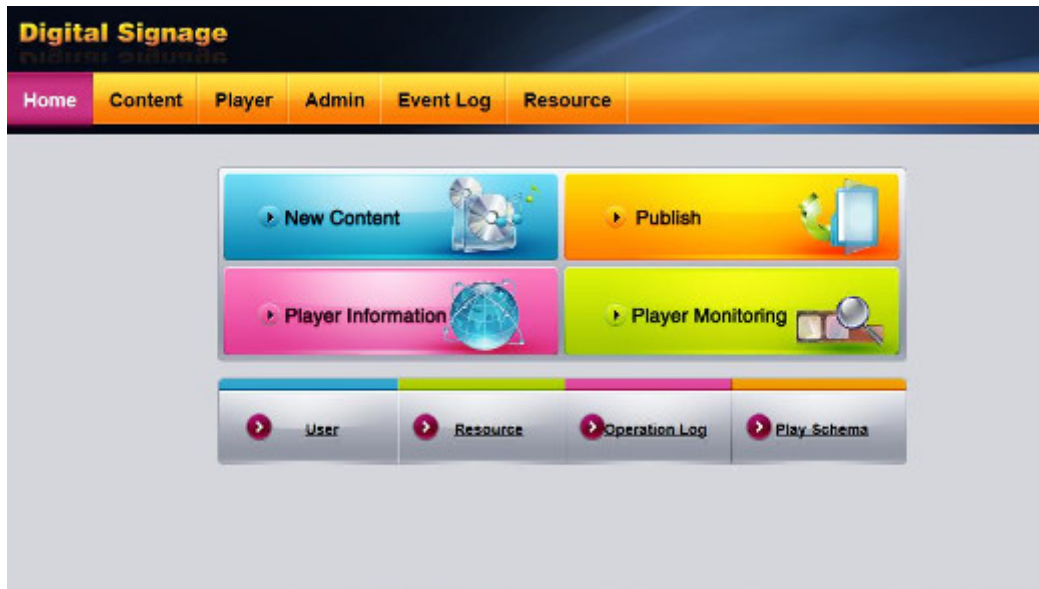 Digital Signage
Home Content Player Admin Event Log Resource
New Content Publish
Player Information Player Monitoring
User Resource Operation Log Play Schema